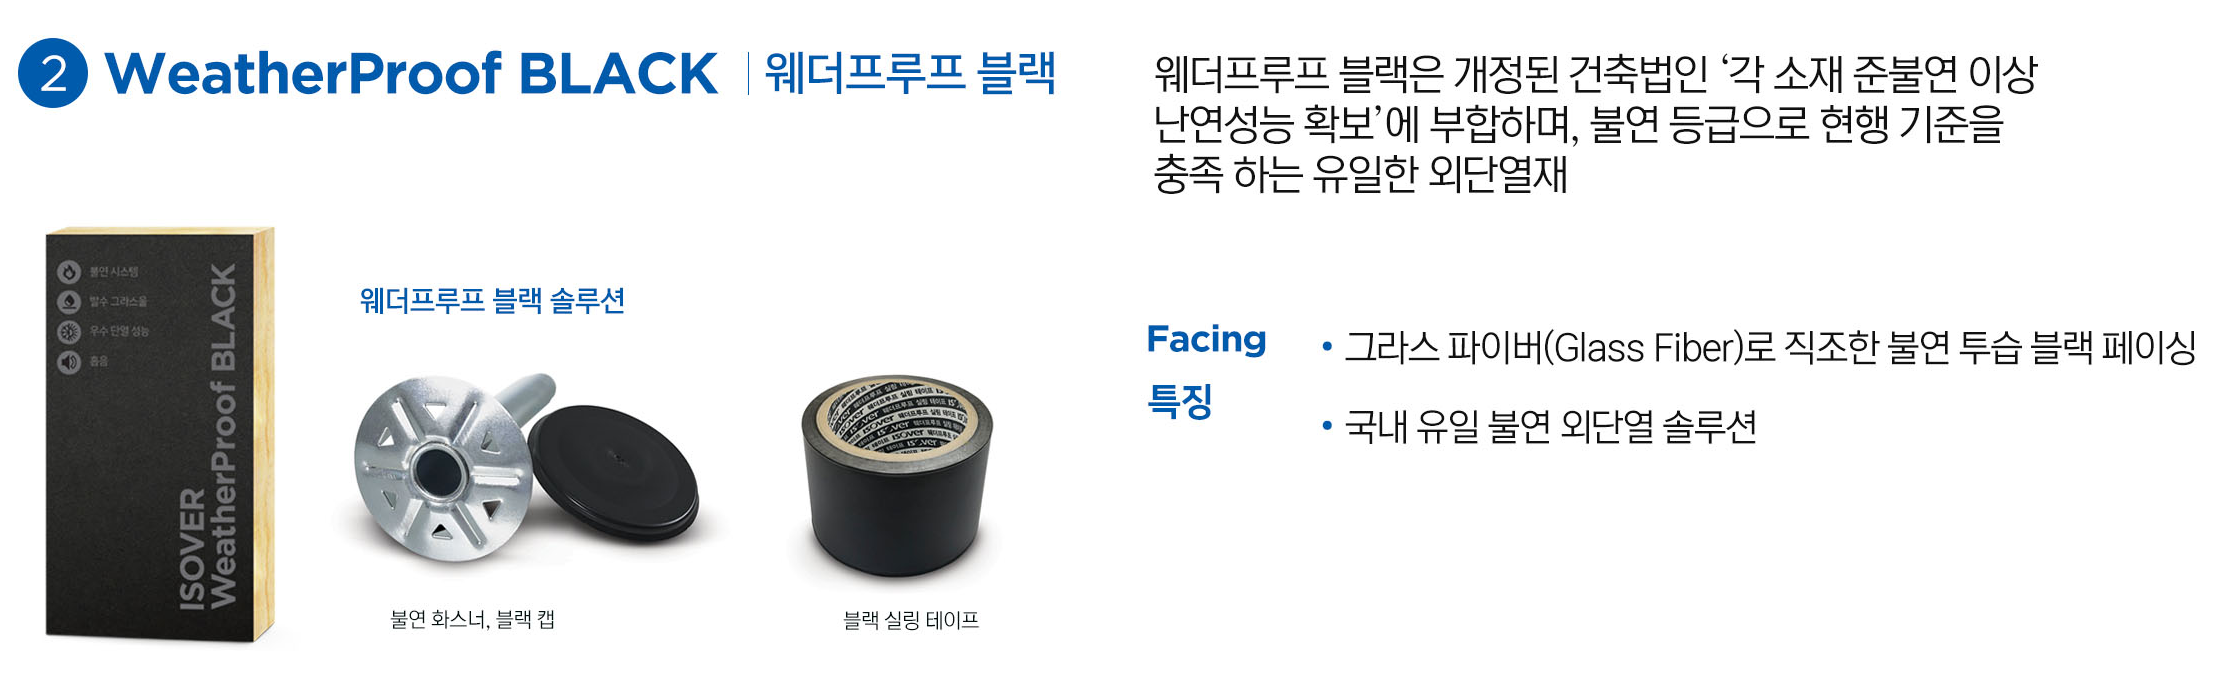 2 WeatherProof BLACK | 웨더프루프 블랙
웨더프루프 블랙은 개정된 건축법인 ‘각 소재 준불연 이상
난연성능 확보’에 부합하며, 불연 등급으로 현행 기준을
충족 하는 유일한 외단열재
불연 시스템
발수 그라스울
우수 단열 성능
흡음
ISOVER
WeatherProof BLACK
웨더프루프 블랙 솔루션
불연 화스너, 블랙 캡
블랙 실링 테이프
Facing
특징
• 그라스 파이버(Glass Fiber)로 직조한 불연 투습 블랙 페이싱
• 국내 유일 불연 외단열 솔루션